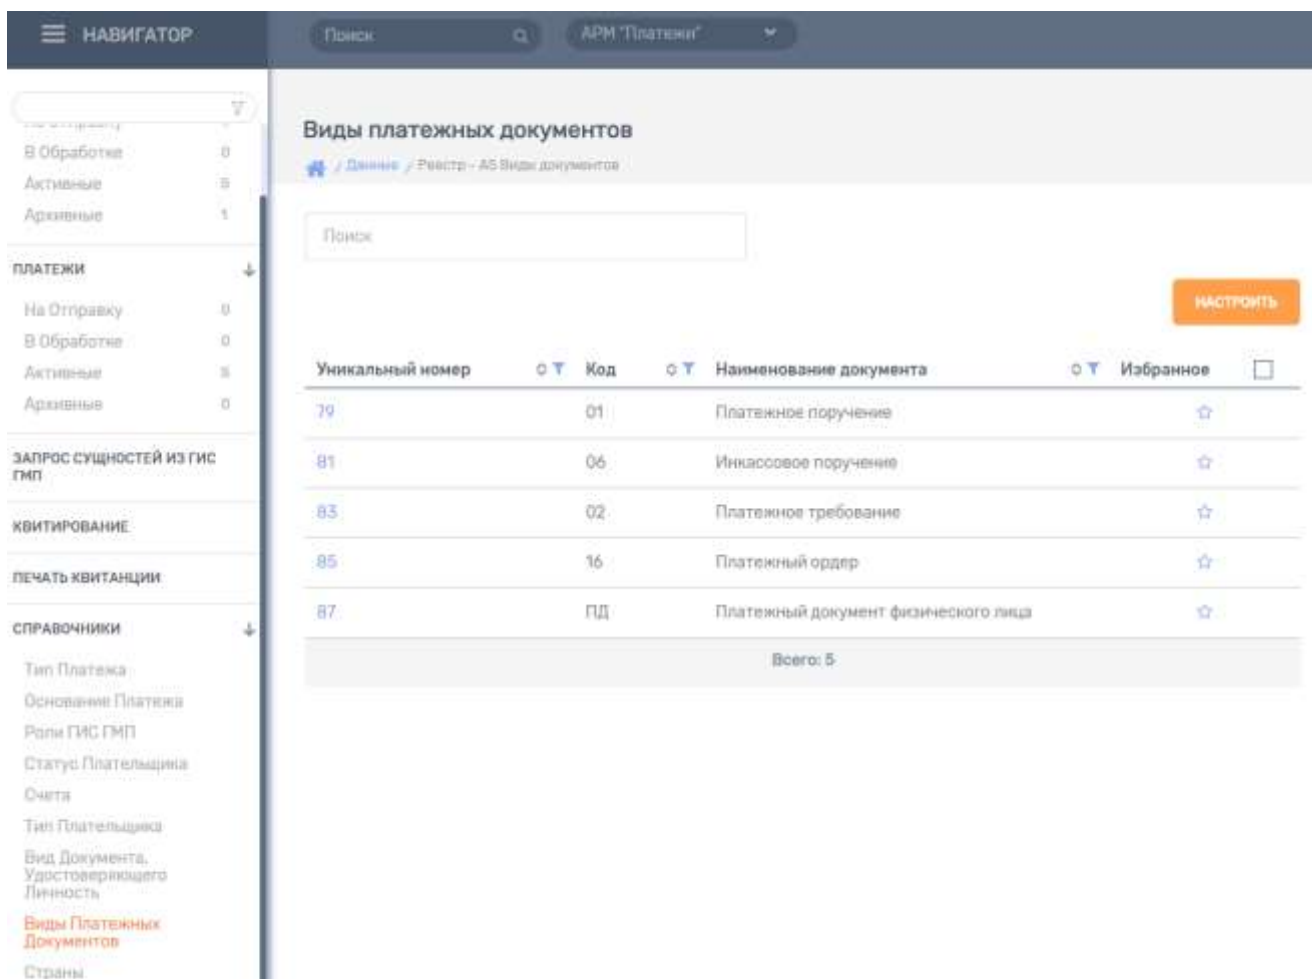 НАВИГАТОР
Поиск
АРМ "Платежи"
В Обработке 0
Активные 5
Архивные 1
ПЛАТЕЖИ
На Отправку 0
В Обработке 0
Активные 5
Архивные 0
ЗАПРОС СУЩНОСТЕЙ ИЗ ГИС
ГМП
КВИТИРОВАНИЕ
ПЕЧАТЬ КВИТАНЦИИ
СПРАВОЧНИКИ
Тип Платежа
Основание Платежа
Роли ГИС ГМП
Статус Плательщика
Счета
Тип Плательщика
Вид Документа,
Удостоверяющего
Личность
Виды Платежных
Документов
Страны
Виды платежных документов
/ Данные / Реестр - AS Виды документов
Поиск
НАСТРОИТЬ
Уникальный номер Код Наименование документа Избранное
79 01 Платежное поручение
81 06 Инкассовое поручение
83 02 Платежное требование
85 16 Платежный ордер
87 ПД Платежный документ физического лица
Всего: 5